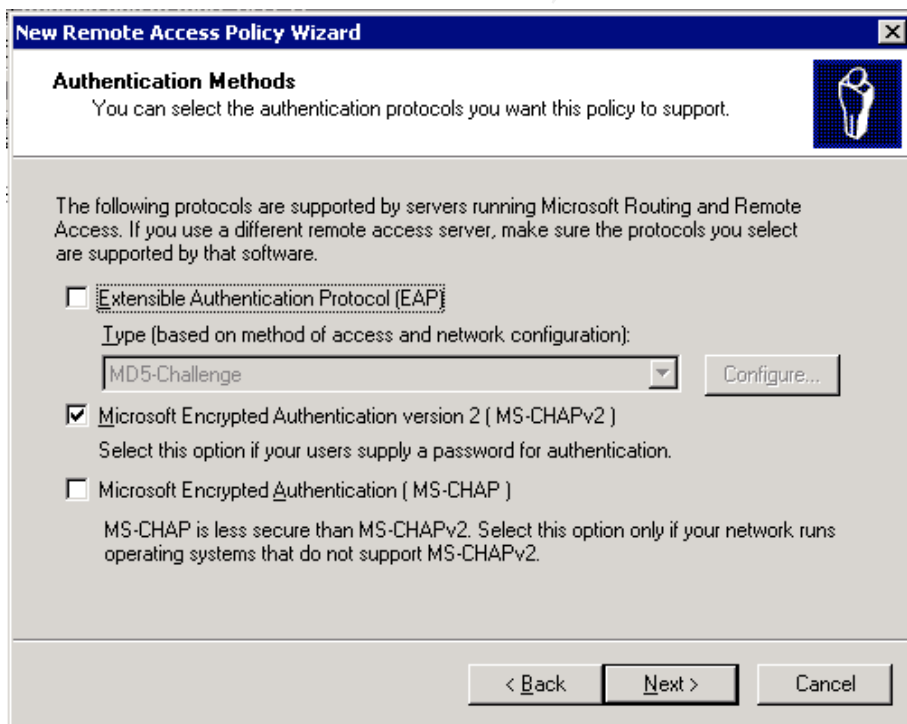 New Remote Access Policy Wizard
Authentication Methods
You can select the authentication protocols you want this policy to support.
The following protocols are supported by servers running Microsoft Routing and Remote
Access. If you use a different remote access server, make sure the protocols you select
are supported by that software.
Extensible Authentication Protocol (EAP)
Type (based on method of access and network configuration):
MD5-Challenge
Configure...
Microsoft Encrypted Authentication version 2 ( MS-CHAPv2 )
Select this option if your users supply a password for authentication.
Microsoft Encrypted Authentication ( MS-CHAP )
MS-CHAP is less secure than MS-CHAPv2. Select this option only if your network runs
operating systems that do not support MS-CHAPv2.
< Back
Next >
Cancel